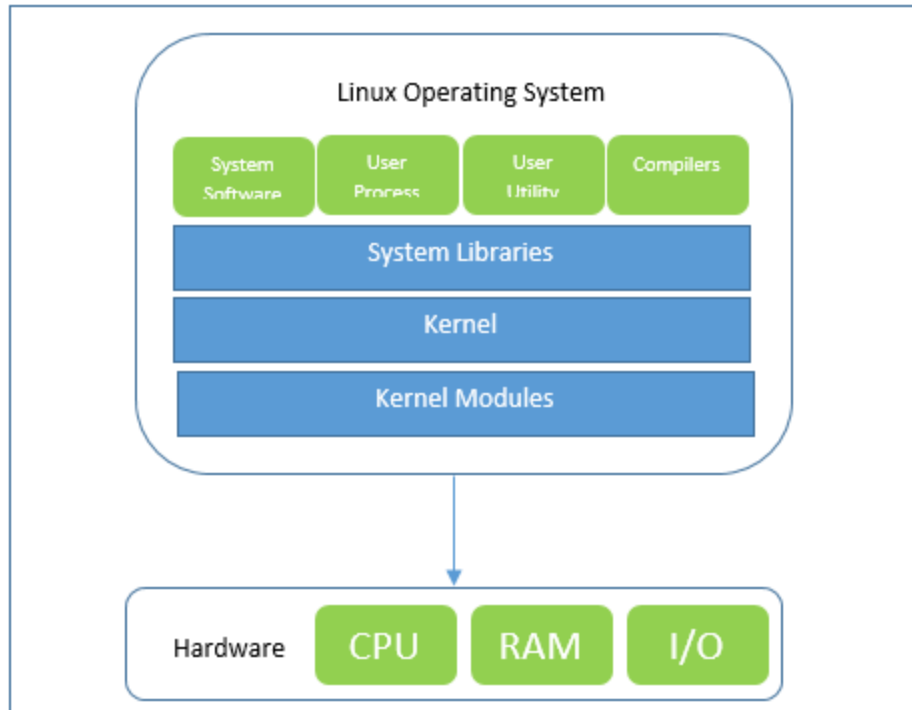 Linux Operating System
System
Software
User
Process
User
Utility
Compilers
System Libraries
Kernel
Kernel Modules
Hardware
CPU
RAM
I/O